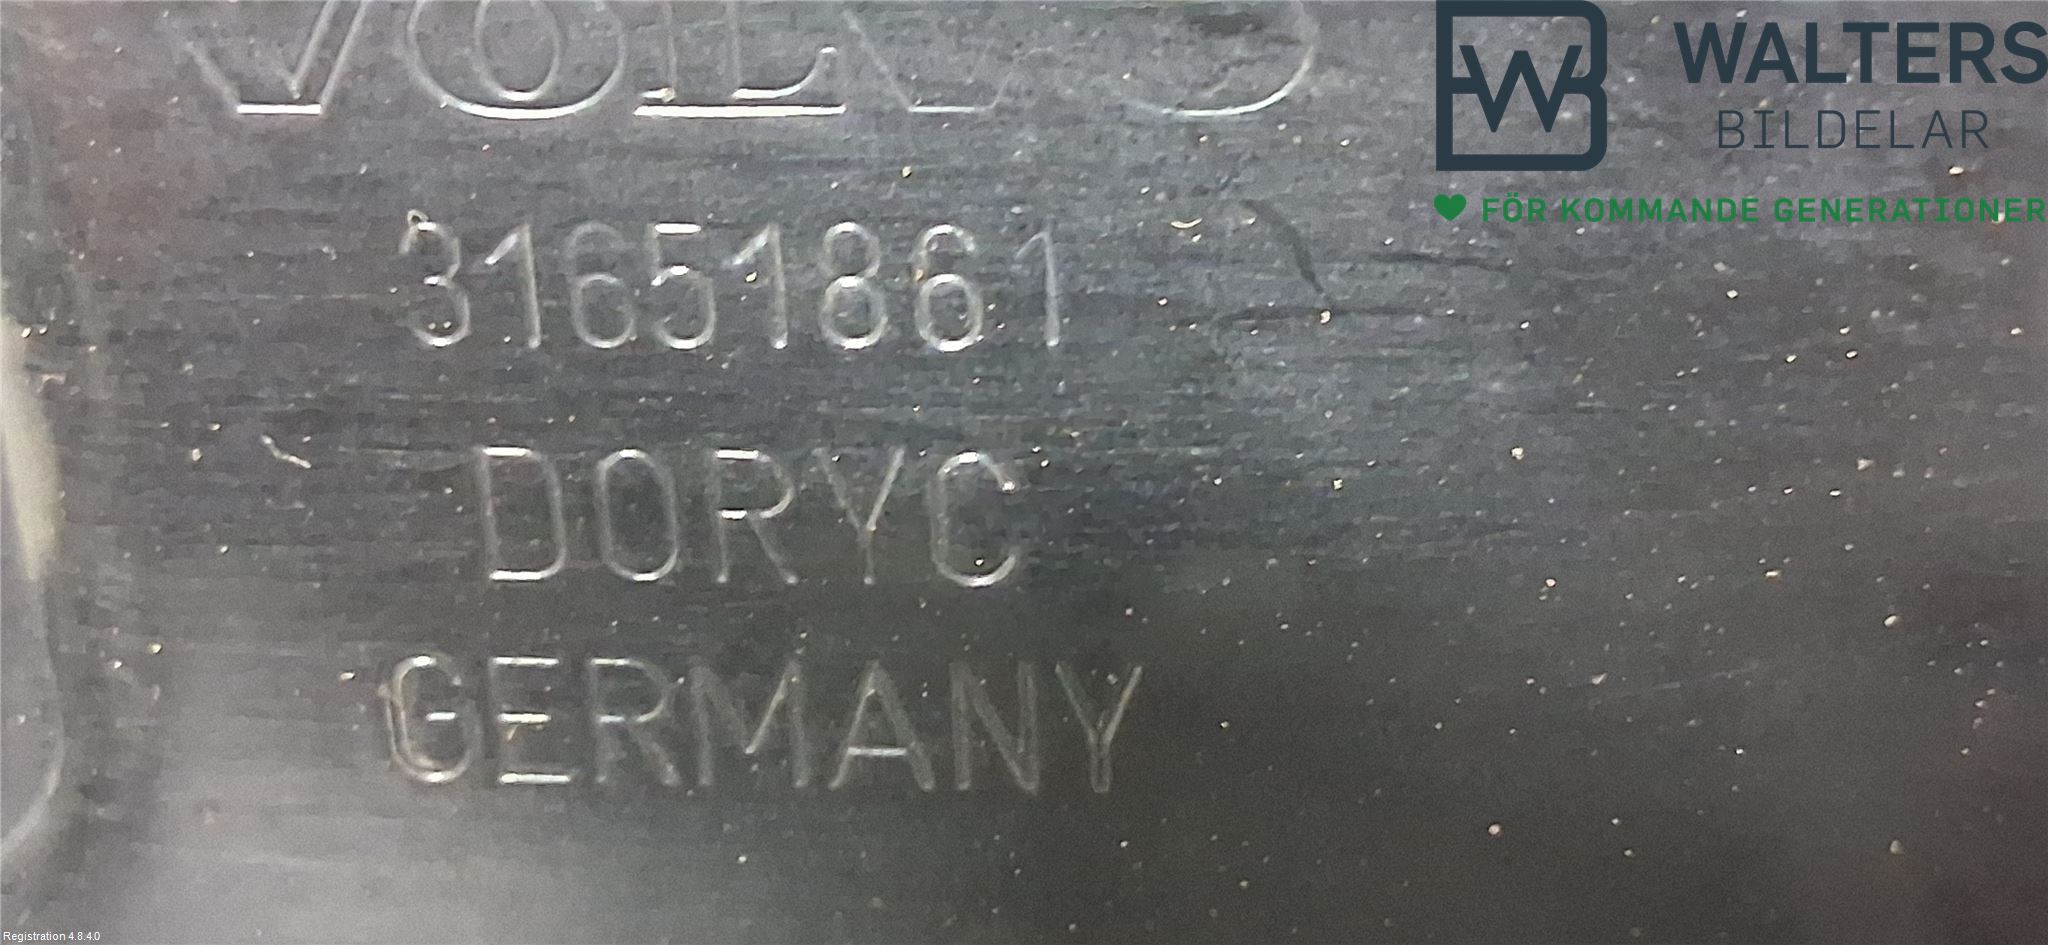 VOLVO
31651861
DORYC
GERMANY
WALTERS
BILDELAR
FÖR KOMMANDE GENERATIONER
Registration 4.8.4.0